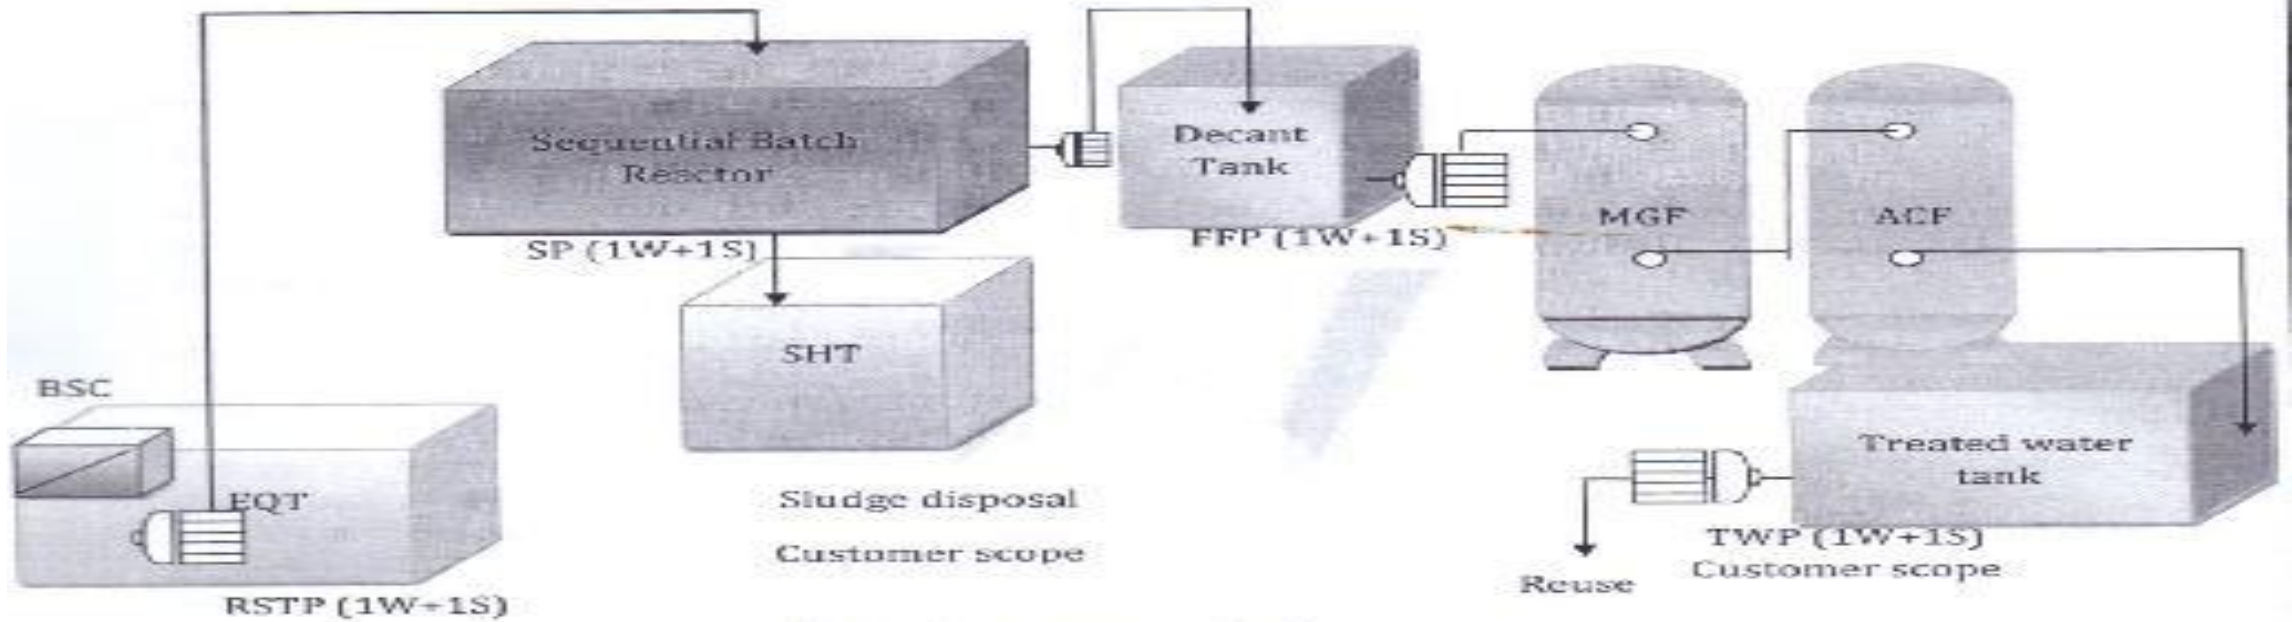 Sequential Batch
Reactor
Decant
Tank
MGF
ACF
SP (1W+1S)
FFP (1W+1S)
SHT
BSC
EQT
Sludge disposal
Customer scope
RSTP (1W+1S)
Treated water
tank
TWP (1W+1S)
Customer scope
Reuse